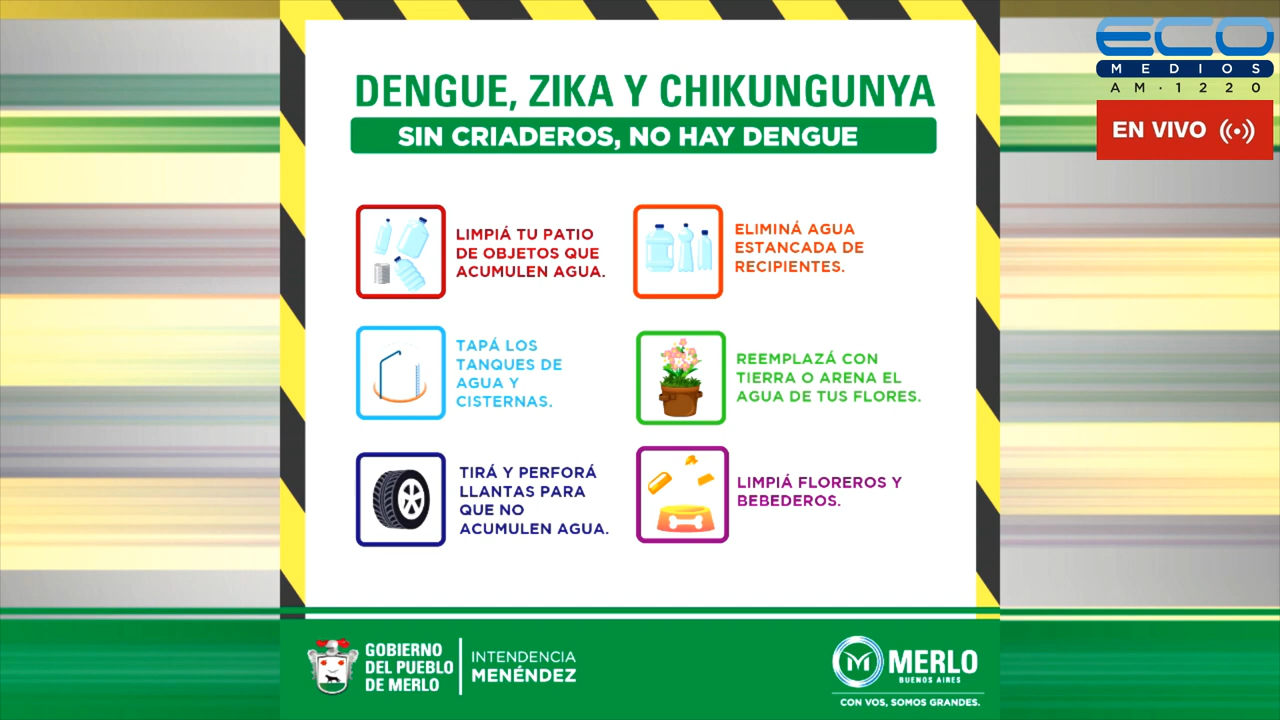 ECO
MEDIOS
AM·1220
EN VIVO
DENGUE, ZIKA Y CHIKUNGUNYA
SIN CRIADEROS, NO HAY DENGUE
LIMPIÁ TU PATIO
DE OBJETOS QUE
ACUMULEN AGUA.
ELIMINÁ AGUA
ESTANCADA DE
RECIPIENTES.
TAPÁ LOS
TANQUES DE
AGUA Y
CISTERNAS.
REEMPLAZÁ CON
TIERRA O ARENA EL
AGUA DE TUS FLORES.
TIRÁ Y PERFORÁ
LLANTAS PARA
QUE NO
ACUMULEN AGUA.
LIMPIÁ FLOREROS Y
BEBEDEROS.
GOBIERNO
DEL PUEBLO
DE MERLO
INTENDENCIA
MENÉNDEZ
MERLO
BUENOS AIRES
CON VOS, SOMOS GRANDES.